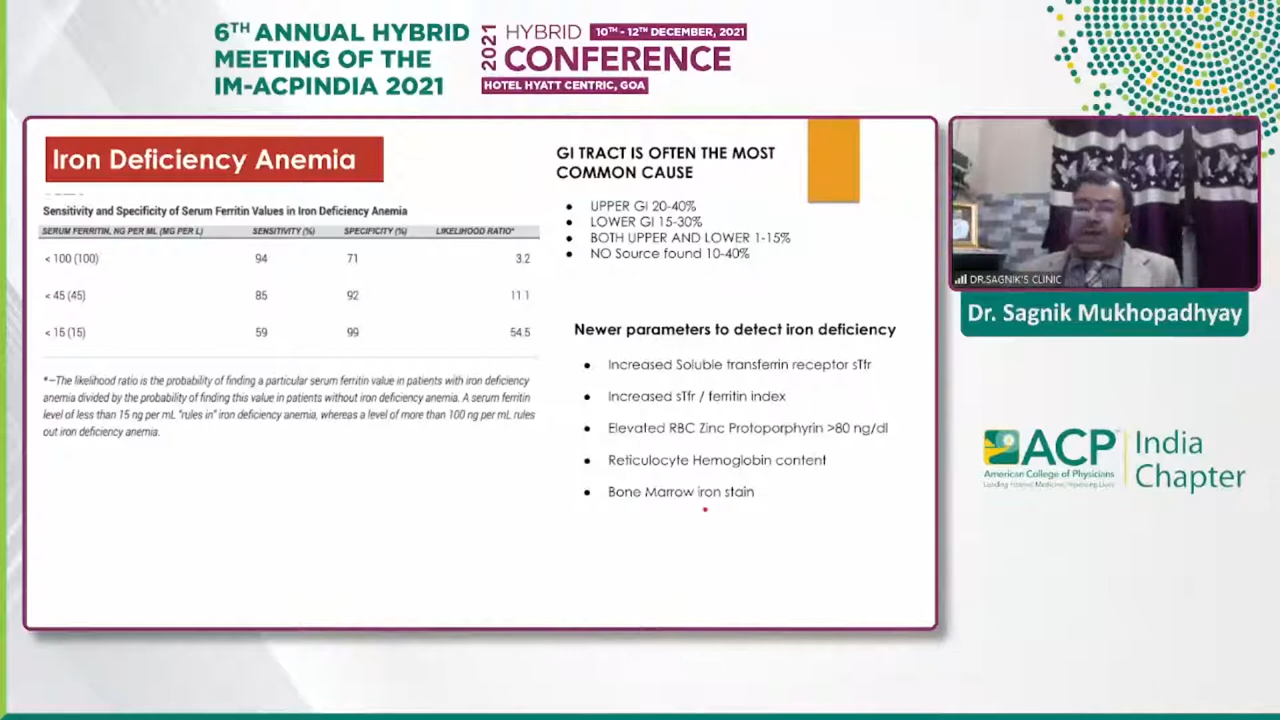 6TH ANNUAL HYBRID
MEETING OF THE
IM-ACPINDIA 2021
2021
HYBRID 10TH - 12TH DECEMBER, 2021
CONFERENCE
HOTEL HYATT CENTRIC, GOA
Iron Deficiency Anemia
Sensitivity and Specificity of Serum Ferritin Values in Iron Deficiency Anemia
SERUM FERRITIN, NG PER ML (MG PER L) SENSITIVITY (%) SPECIFICITY (%) LIKELIHOOD RATIO*
< 100 (100) 94 71 3.2
< 45 (45) 85 92 11.1
< 15 (15) 59 99 54.5
*—The likelihood ratio is the probability of finding a particular serum ferritin value in patients with iron deficiency
anemia divided by the probability of finding this value in patients without iron deficiency anemia. A serum ferritin
level of less than 15 ng per mL "rules in" iron deficiency anemia, whereas a level of more than 100 ng per mL rules
out iron deficiency anemia.
GI TRACT IS OFTEN THE MOST
COMMON CAUSE
• UPPER GI 20-40%
• LOWER GI 15-30%
• BOTH UPPER AND LOWER 1-15%
• NO Source found 10-40%
Newer parameters to detect iron deficiency
• Increased Soluble transferrin receptor sTfr
• Increased sTfr / ferritin index
• Elevated RBC Zinc Protoporphyrin >80 ng/dl
• Reticulocyte Hemoglobin content
• Bone Marrow iron stain
DR.SAGNIK'S CLINIC
Dr. Sagnik Mukhopadhyay
ACP
American College of Physicians
Leading Internal Medicine, Improving Lives
India
Chapter